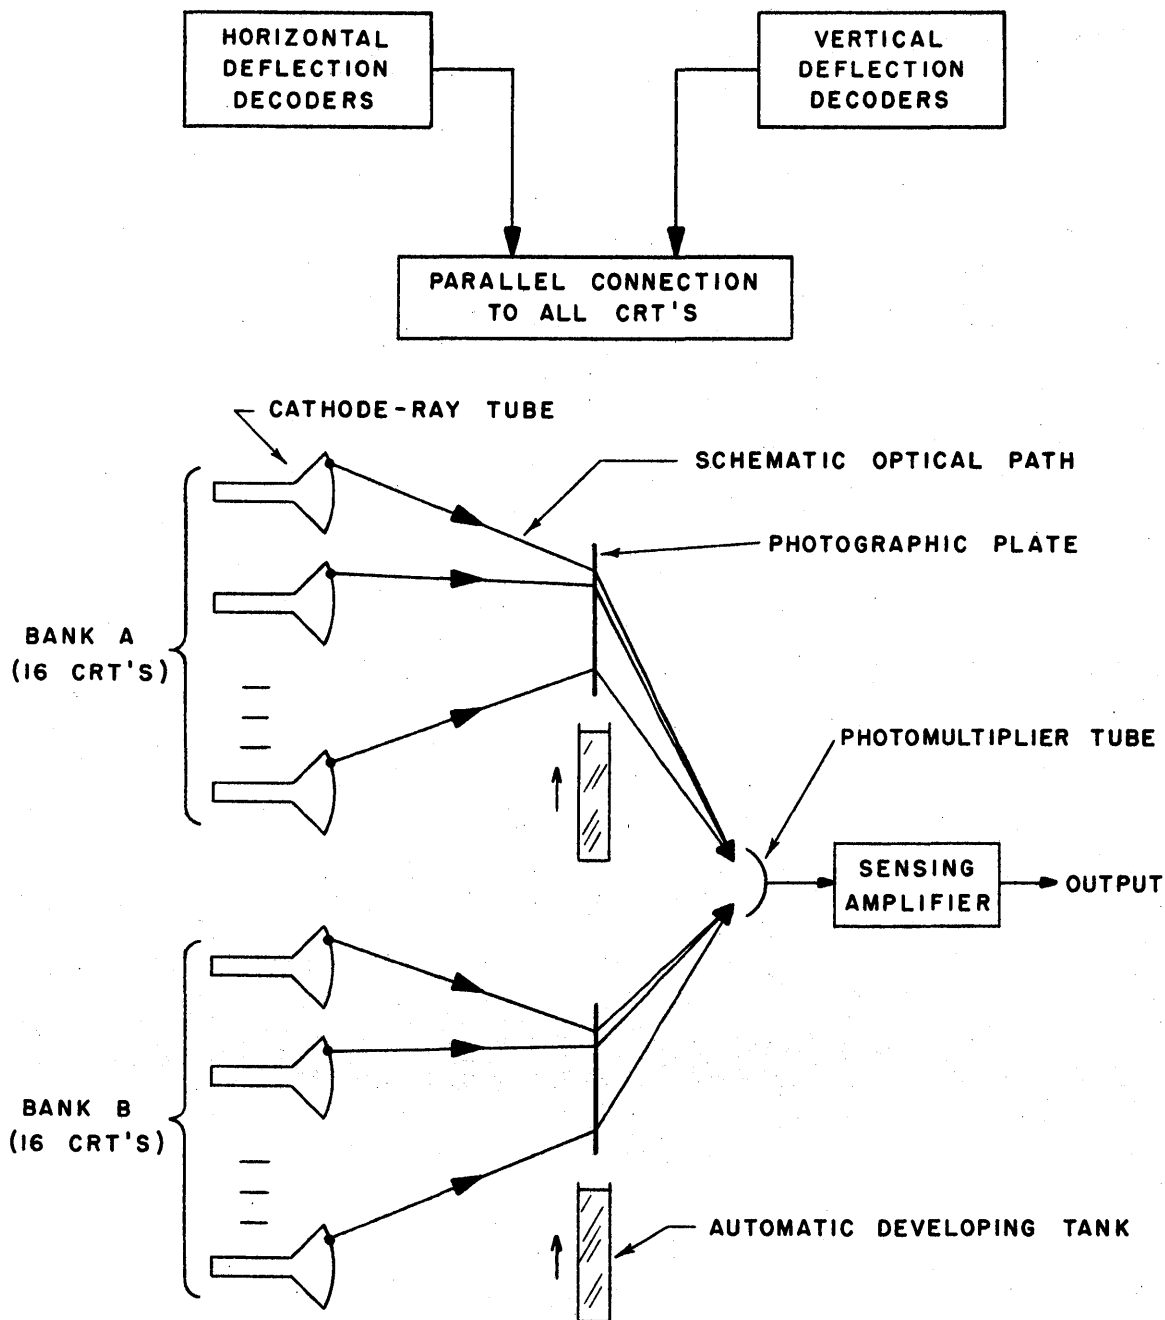 HORIZONTAL
DEFLECTION
DECODERS
VERTICAL
DEFLECTION
DECODERS
PARALLEL CONNECTION
TO ALL CRT'S
CATHODE-RAY TUBE
SCHEMATIC OPTICAL PATH
PHOTOGRAPHIC PLATE
BANK A
(16 CRT'S)
PHOTOMULTIPLIER TUBE
SENSING
AMPLIFIER
OUTPUT
BANK B
(16 CRT'S)
AUTOMATIC DEVELOPING TANK